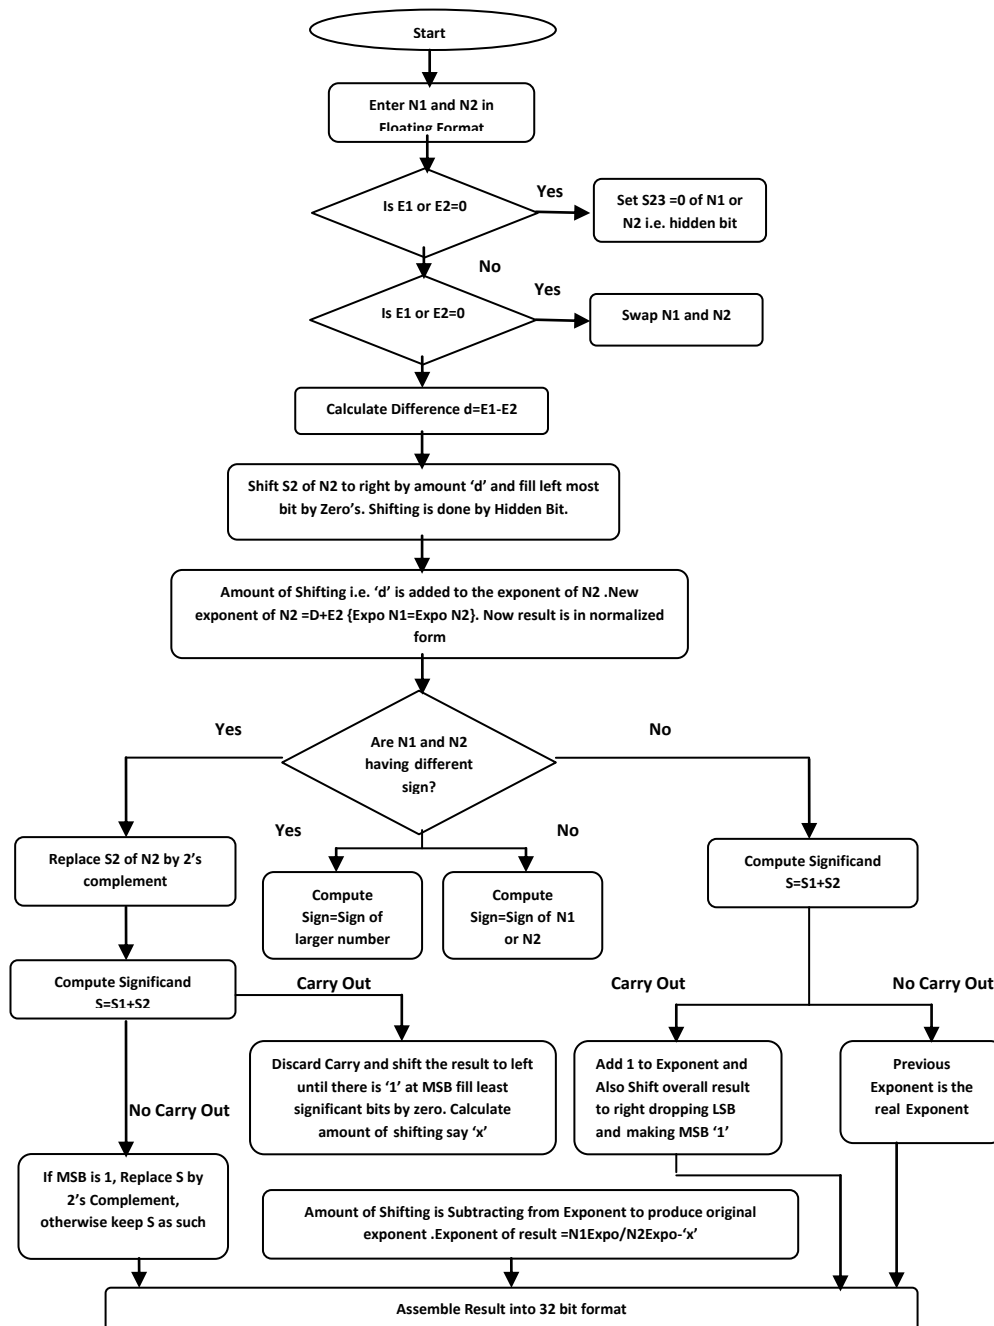 Start
Enter N1 and N2 in
Floating Format
Is E1 or E2=0
Yes
Set S23 =0 of N1 or
N2 i.e. hidden bit
No
Is E1 or E2=0
Yes
Swap N1 and N2
Calculate Difference d=E1-E2
Shift S2 of N2 to right by amount ‘d’ and fill left most
bit by Zero’s. Shifting is done by Hidden Bit.
Amount of Shifting i.e. ‘d’ is added to the exponent of N2 .New
exponent of N2 =D+E2 {Expo N1=Expo N2}. Now result is in normalized
form
Are N1 and N2
having different
sign?
Yes
No
Replace S2 of N2 by 2’s
complement
Yes
No
Compute
Sign=Sign of
larger number
Compute
Sign=Sign of N1
or N2
Compute Significand
S=S1+S2
Compute Significand
S=S1+S2
Carry Out
Carry Out
No Carry Out
Discard Carry and shift the result to left
until there is ‘1’ at MSB fill least
significant bits by zero. Calculate
amount of shifting say ‘x’
Add 1 to Exponent and
Also Shift overall result
to right dropping LSB
and making MSB ‘1’
Previous
Exponent is the
real Exponent
No Carry Out
If MSB is 1, Replace S by
2’s Complement,
otherwise keep S as such
Amount of Shifting is Subtracting from Exponent to produce original
exponent .Exponent of result =N1Expo/N2Expo-‘x’
Assemble Result into 32 bit format